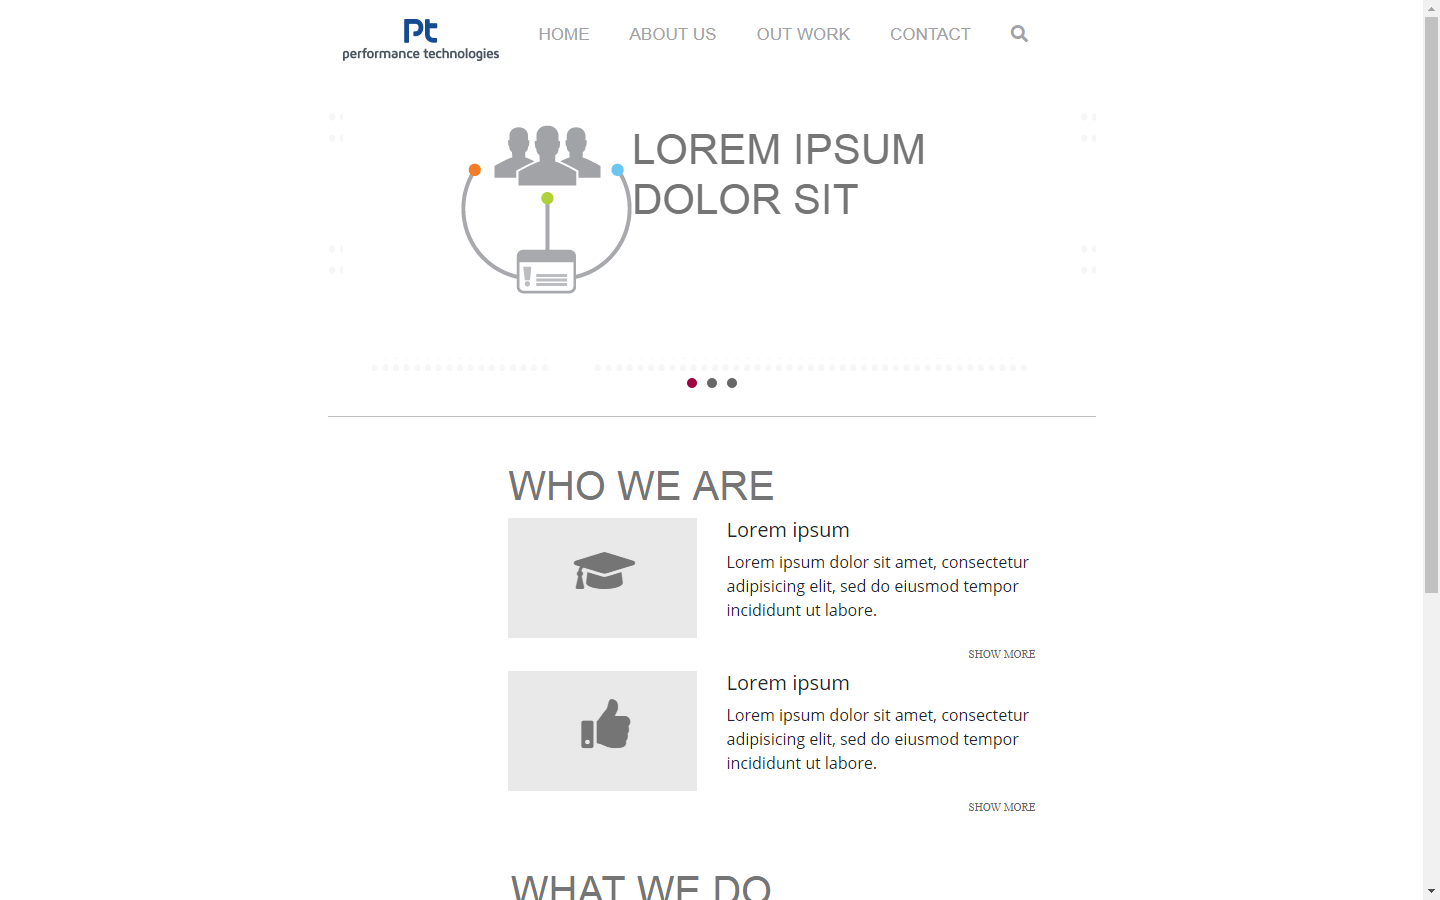 Pt
performance technologies
HOME ABOUT US OUT WORK CONTACT
LOREM IPSUM
DOLOR SIT
WHO WE ARE
Lorem ipsum
Lorem ipsum dolor sit amet, consectetur
adipisicing elit, sed do eiusmod tempor
incididunt ut labore.
SHOW MORE
Lorem ipsum
Lorem ipsum dolor sit amet, consectetur
adipisicing elit, sed do eiusmod tempor
incididunt ut labore.
SHOW MORE
WHAT WE DO